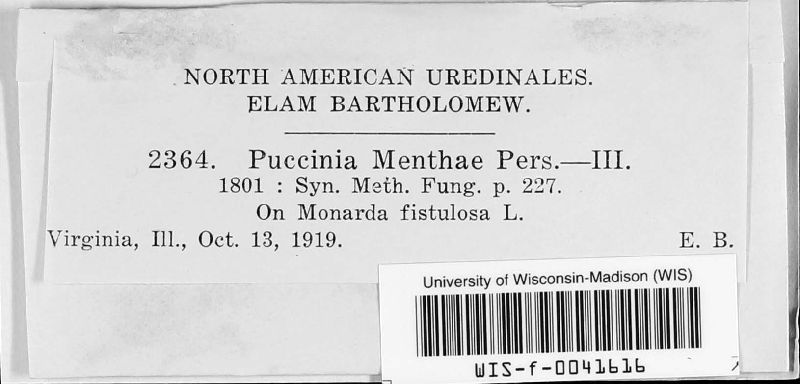 NORTH AMERICAN UREDINALES.
ELAM BARTHOLOMEW.
2364. Puccinia Menthae Pers.—III.
1801 : Syn. Meth. Fung. p. 227.
On Monarda fistulosa L.
Virginia, Ill., Oct. 13, 1919. E. B.
University of Wisconsin-Madison (WIS)
WIS-f-0041616